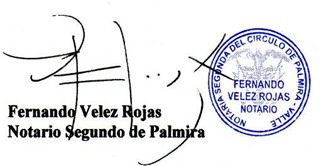 NOTARIA SEGUNDA DEL CIRCULO DE PALMIRA - VALLE
FERNANDO
VELEZ ROJAS
NOTARIO
Fernando Velez Rojas
Notario Segundo de Palmira